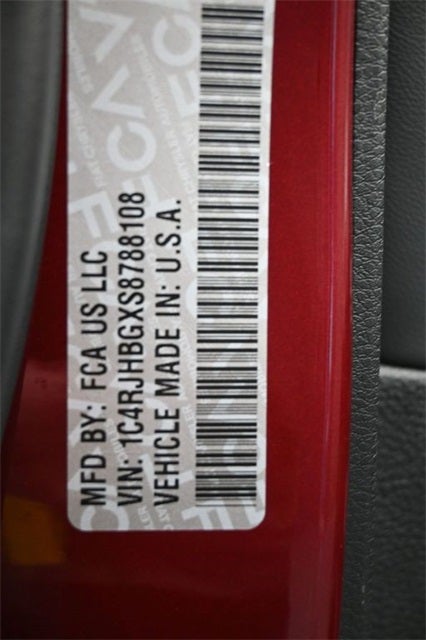 MFD BY: FCA US LLC
VIN: 1C4RJHBGXS8788108
VEHICLE MADE IN: U.S.A.